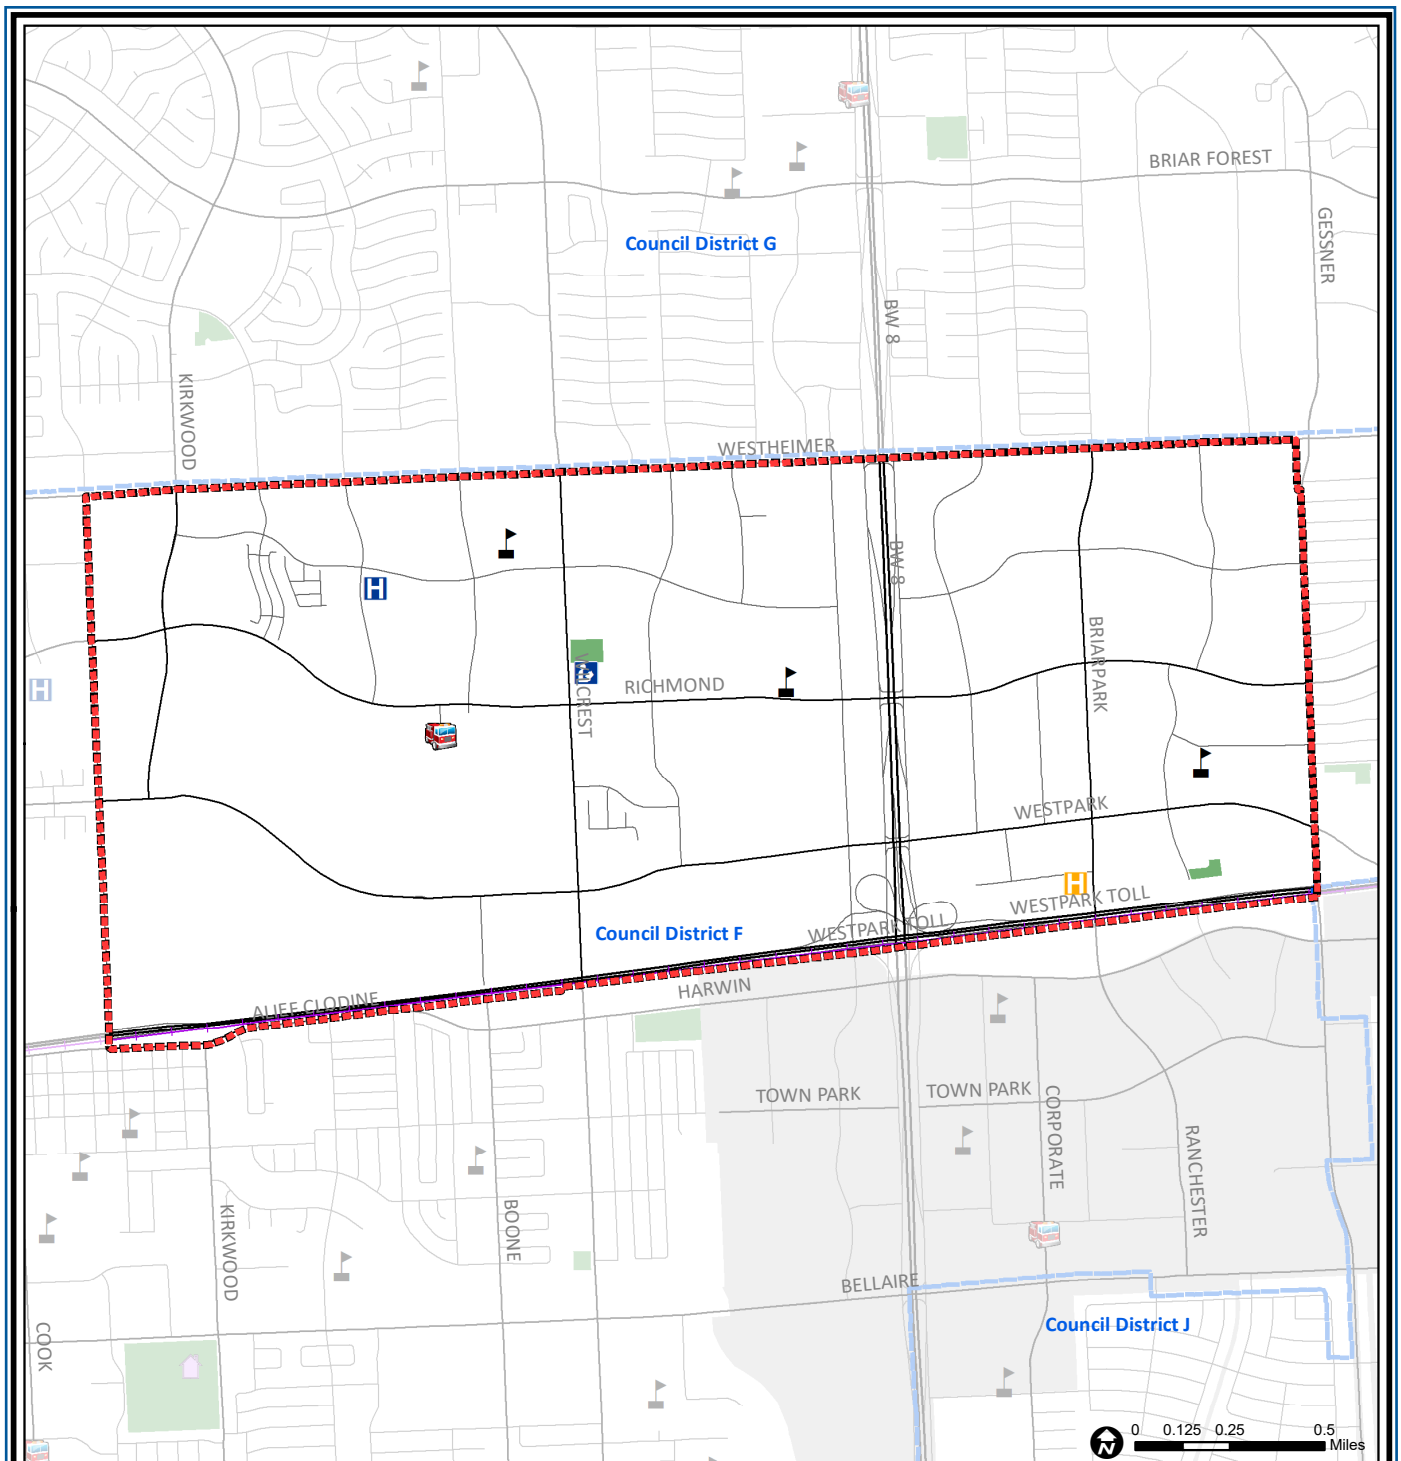 BRIAR FOREST
GESSNER
Council District G
BW 8
KIRKWOOD
WESTHEIMER
BW 8
H
BRIARPARK
WILCREST
RICHMOND
H
WESTPARK
H
WESTPARK TOLL
WESTPARK TOLL
Council District F
HARWIN
ALIEF CLODINE
TOWN PARK
TOWN PARK
CORPORATE
RANCHESTER
KIRKWOOD
BOONE
BELLAIRE
COOK
Council District J
N
0 0.125 0.25 0.5
Miles